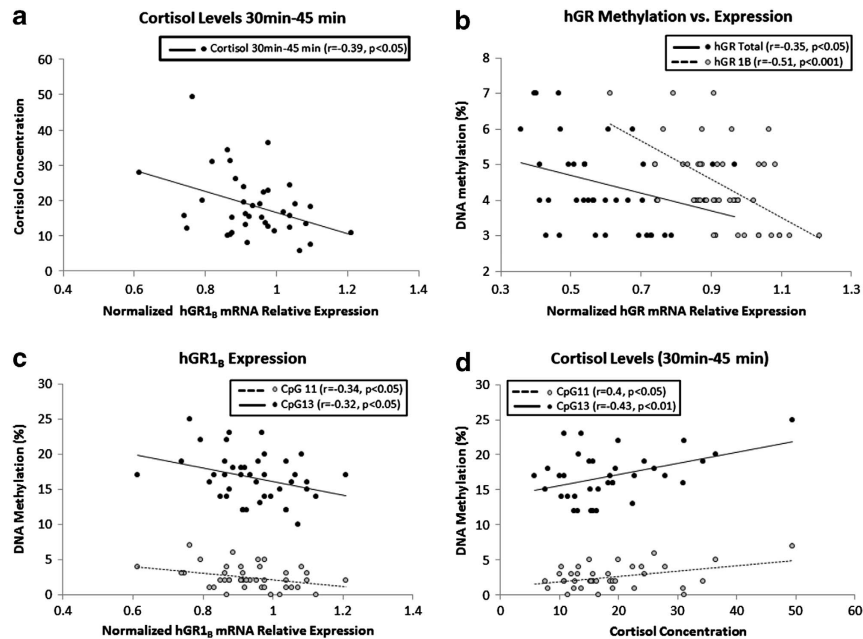 a
Cortisol Levels 30min-45 min
Cortisol 30min-45 min (r=-0.39, p<0.05)
Cortisol Concentration
60
50
40
30
20
10
0
0.4
0.6
0.8
1
1.2
1.4
Normalized hGR1B mRNA Relative Expression
b
hGR Methylation vs. Expression
hGR Total (r=-0.35, p<0.05)
hGR 1B (r=-0.51, p<0.001)
DNA methylation (%)
8
7
6
5
4
3
2
0.3
0.5
0.7
0.9
1.1
1.3
Normalized hGR mRNA Relative Expression
c
hGR1B Expression
CpG 11 (r=-0.34, p<0.05)
CpG13 (r=-0.32, p<0.05)
DNA Methylation (%)
30
25
20
15
10
5
0
0.4
0.6
0.8
1
1.2
1.4
Normalized hGR1B mRNA Relative Expression
d
Cortisol Levels (30min-45 min)
CpG11 (r=0.4, p<0.05)
CpG13 (r=-0.43, p<0.01)
DNA Methylation (%)
30
25
20
15
10
5
0
0
10
20
30
40
50
60
Cortisol Concentration